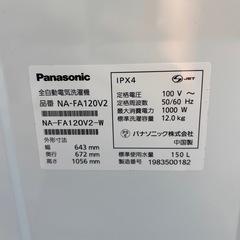 Panasonic
全自動電気洗濯機
品番 NA-FA120V2
NA-FA120V2-W
外形寸法
幅 643 mm
奥行 672 mm
高さ 1056 mm
IPX4
JET
定格電圧 100 V～
定格周波数 50/60 Hz
最大消費電力 1000 W
標準洗濯容量 12.0 kg
パナソニック株式会社
中国製
標準使用水量 150 L
製造番号 1983500182